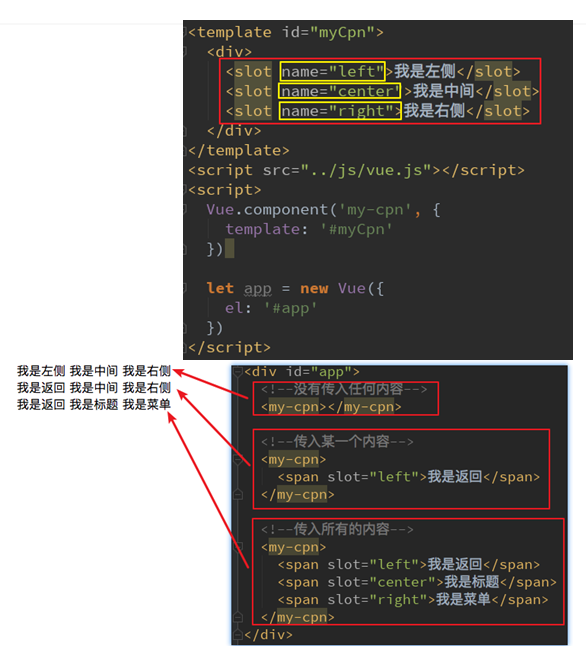 <template id="myCpn">
<div>
<slot name="left">我是左侧</slot>
<slot name="center">我是中间</slot>
<slot name="right">我是右侧</slot>
</div>
</template>
<script src="../js/vue.js"></script>
<script>
Vue.component('my-cpn', {
template: '#myCpn'
})
let app = new Vue({
el: '#app'
})
</script>
我是左侧 我是中间 我是右侧
我是返回 我是中间 我是右侧
我是返回 我是标题 我是菜单
<div id="app">
<!--没有传入任何内容-->
<my-cpn></my-cpn>
<!--传入某一个内容-->
<my-cpn>
<span slot="left">我是返回</span>
</my-cpn>
<!--传入所有的内容-->
<my-cpn>
<span slot="left">我是返回</span>
<span slot="center">我是标题</span>
<span slot="right">我是菜单</span>
</my-cpn>
</div>